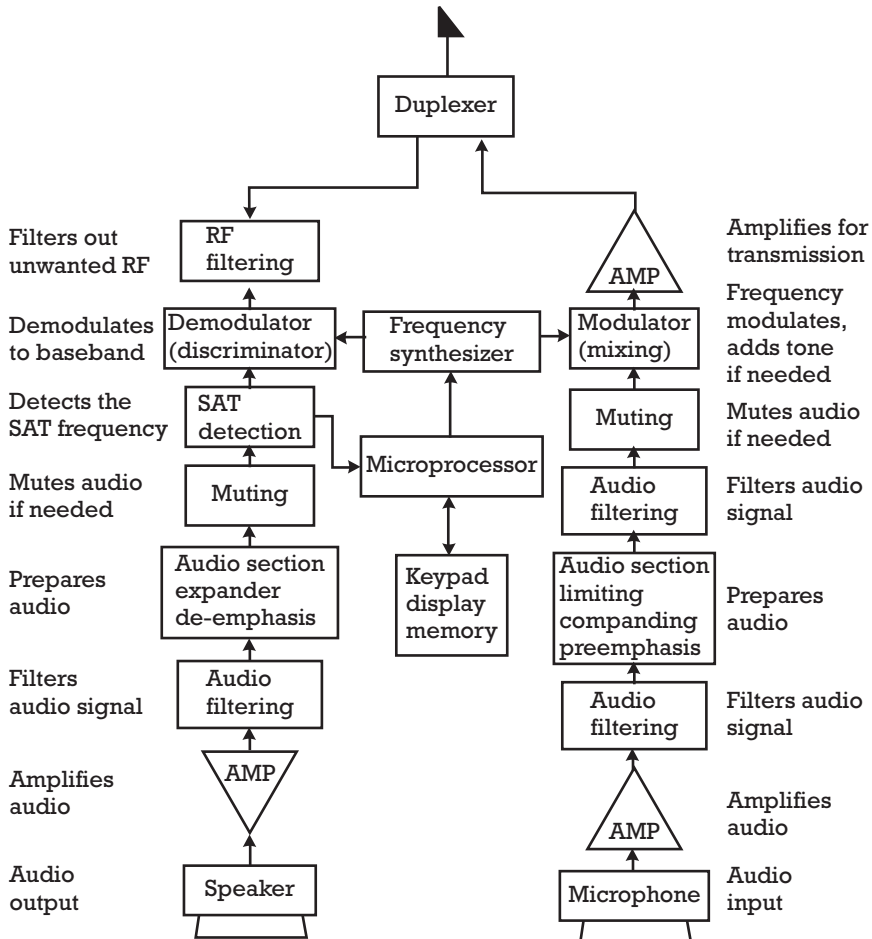 Duplexer
Filters out
unwanted RF
RF
filtering
AMP
Amplifies for
transmission
Demodulates
to baseband
Demodulator
(discriminator)
Frequency
synthesizer
Modulator
(mixing)
Frequency
modulates,
adds tone
if needed
Detects the
SAT frequency
SAT
detection
Microprocessor
Muting
Mutes audio
if needed
Mutes audio
if needed
Muting
Audio
filtering
Filters audio
signal
Prepares
audio
Audio section
expander
de-emphasis
Keypad
display
memory
Audio section
limiting
companding
preemphasis
Prepares
audio
Filters
audio signal
Audio
filtering
Audio
filtering
Filters audio
signal
Amplifies
audio
AMP
AMP
Amplifies
audio
Audio
output
Speaker
Microphone
Audio
input